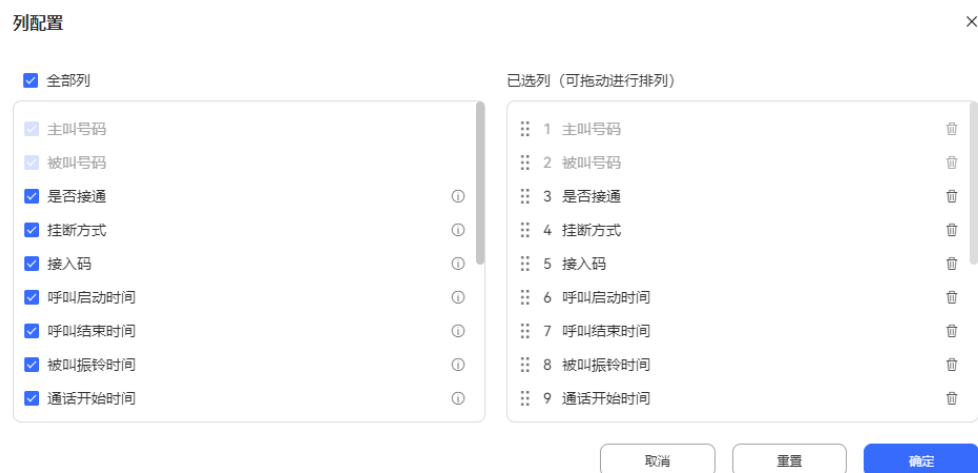 列配置
全部列
主叫号码
被叫号码
是否接通
挂断方式
接入码
呼叫启动时间
呼叫结束时间
被叫振铃时间
通话开始时间
已选列（可拖动进行排列）
1 主叫号码
2 被叫号码
3 是否接通
4 挂断方式
5 接入码
6 呼叫启动时间
7 呼叫结束时间
8 被叫振铃时间
9 通话开始时间
取消
重置
确定